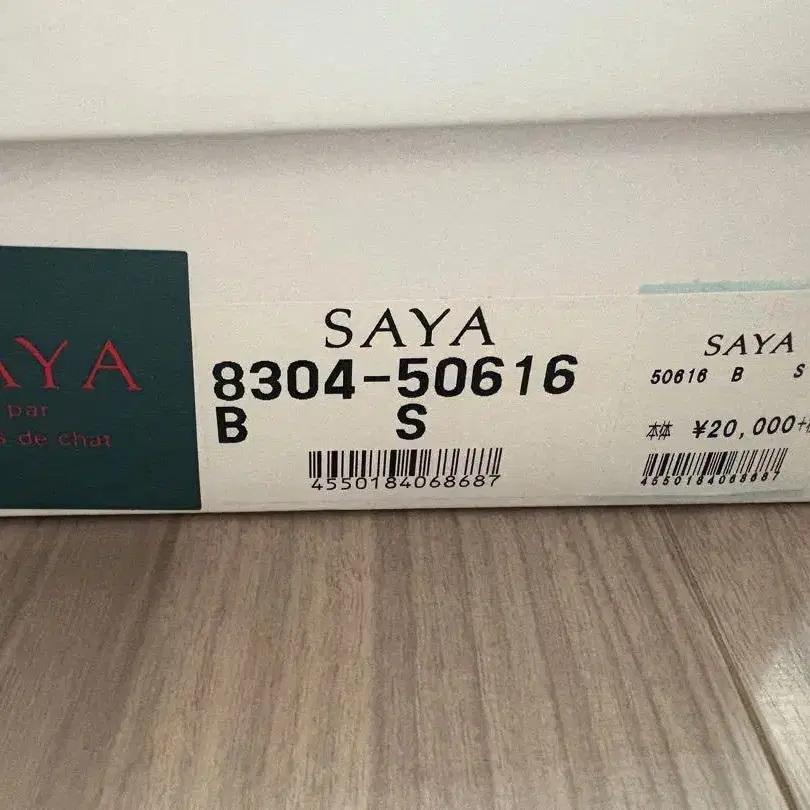 AYA
par
s de chat
SAYA
8304-50616
B S
4550184068687
SAYA
50616 B S
本体 ¥20,000+
4550184068687